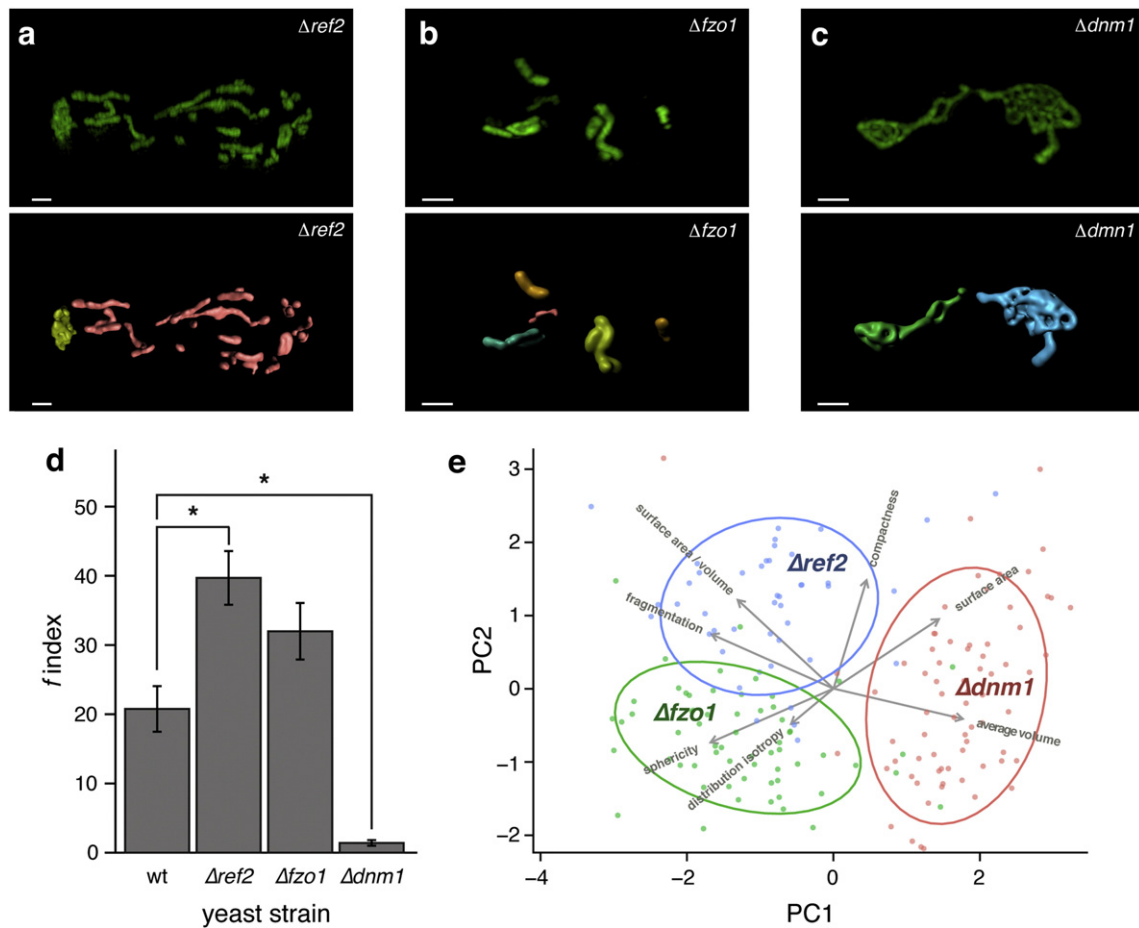 a
Δref2
b
Δfzo1
c
Δdnm1
Δref2
Δfzo1
Δdmn1
d
f index
50
40
30
20
10
0
*
*
wt
Δref2
Δfzo1
Δdnm1
yeast strain
e
PC2
3
2
1
0
−1
−2
surface area / volume
compactness
Δref2
surface area
fragmentation
Δfzo1
Δdnm1
average volume
sphericity
distribution isotropy
−4
−2
0
2
PC1